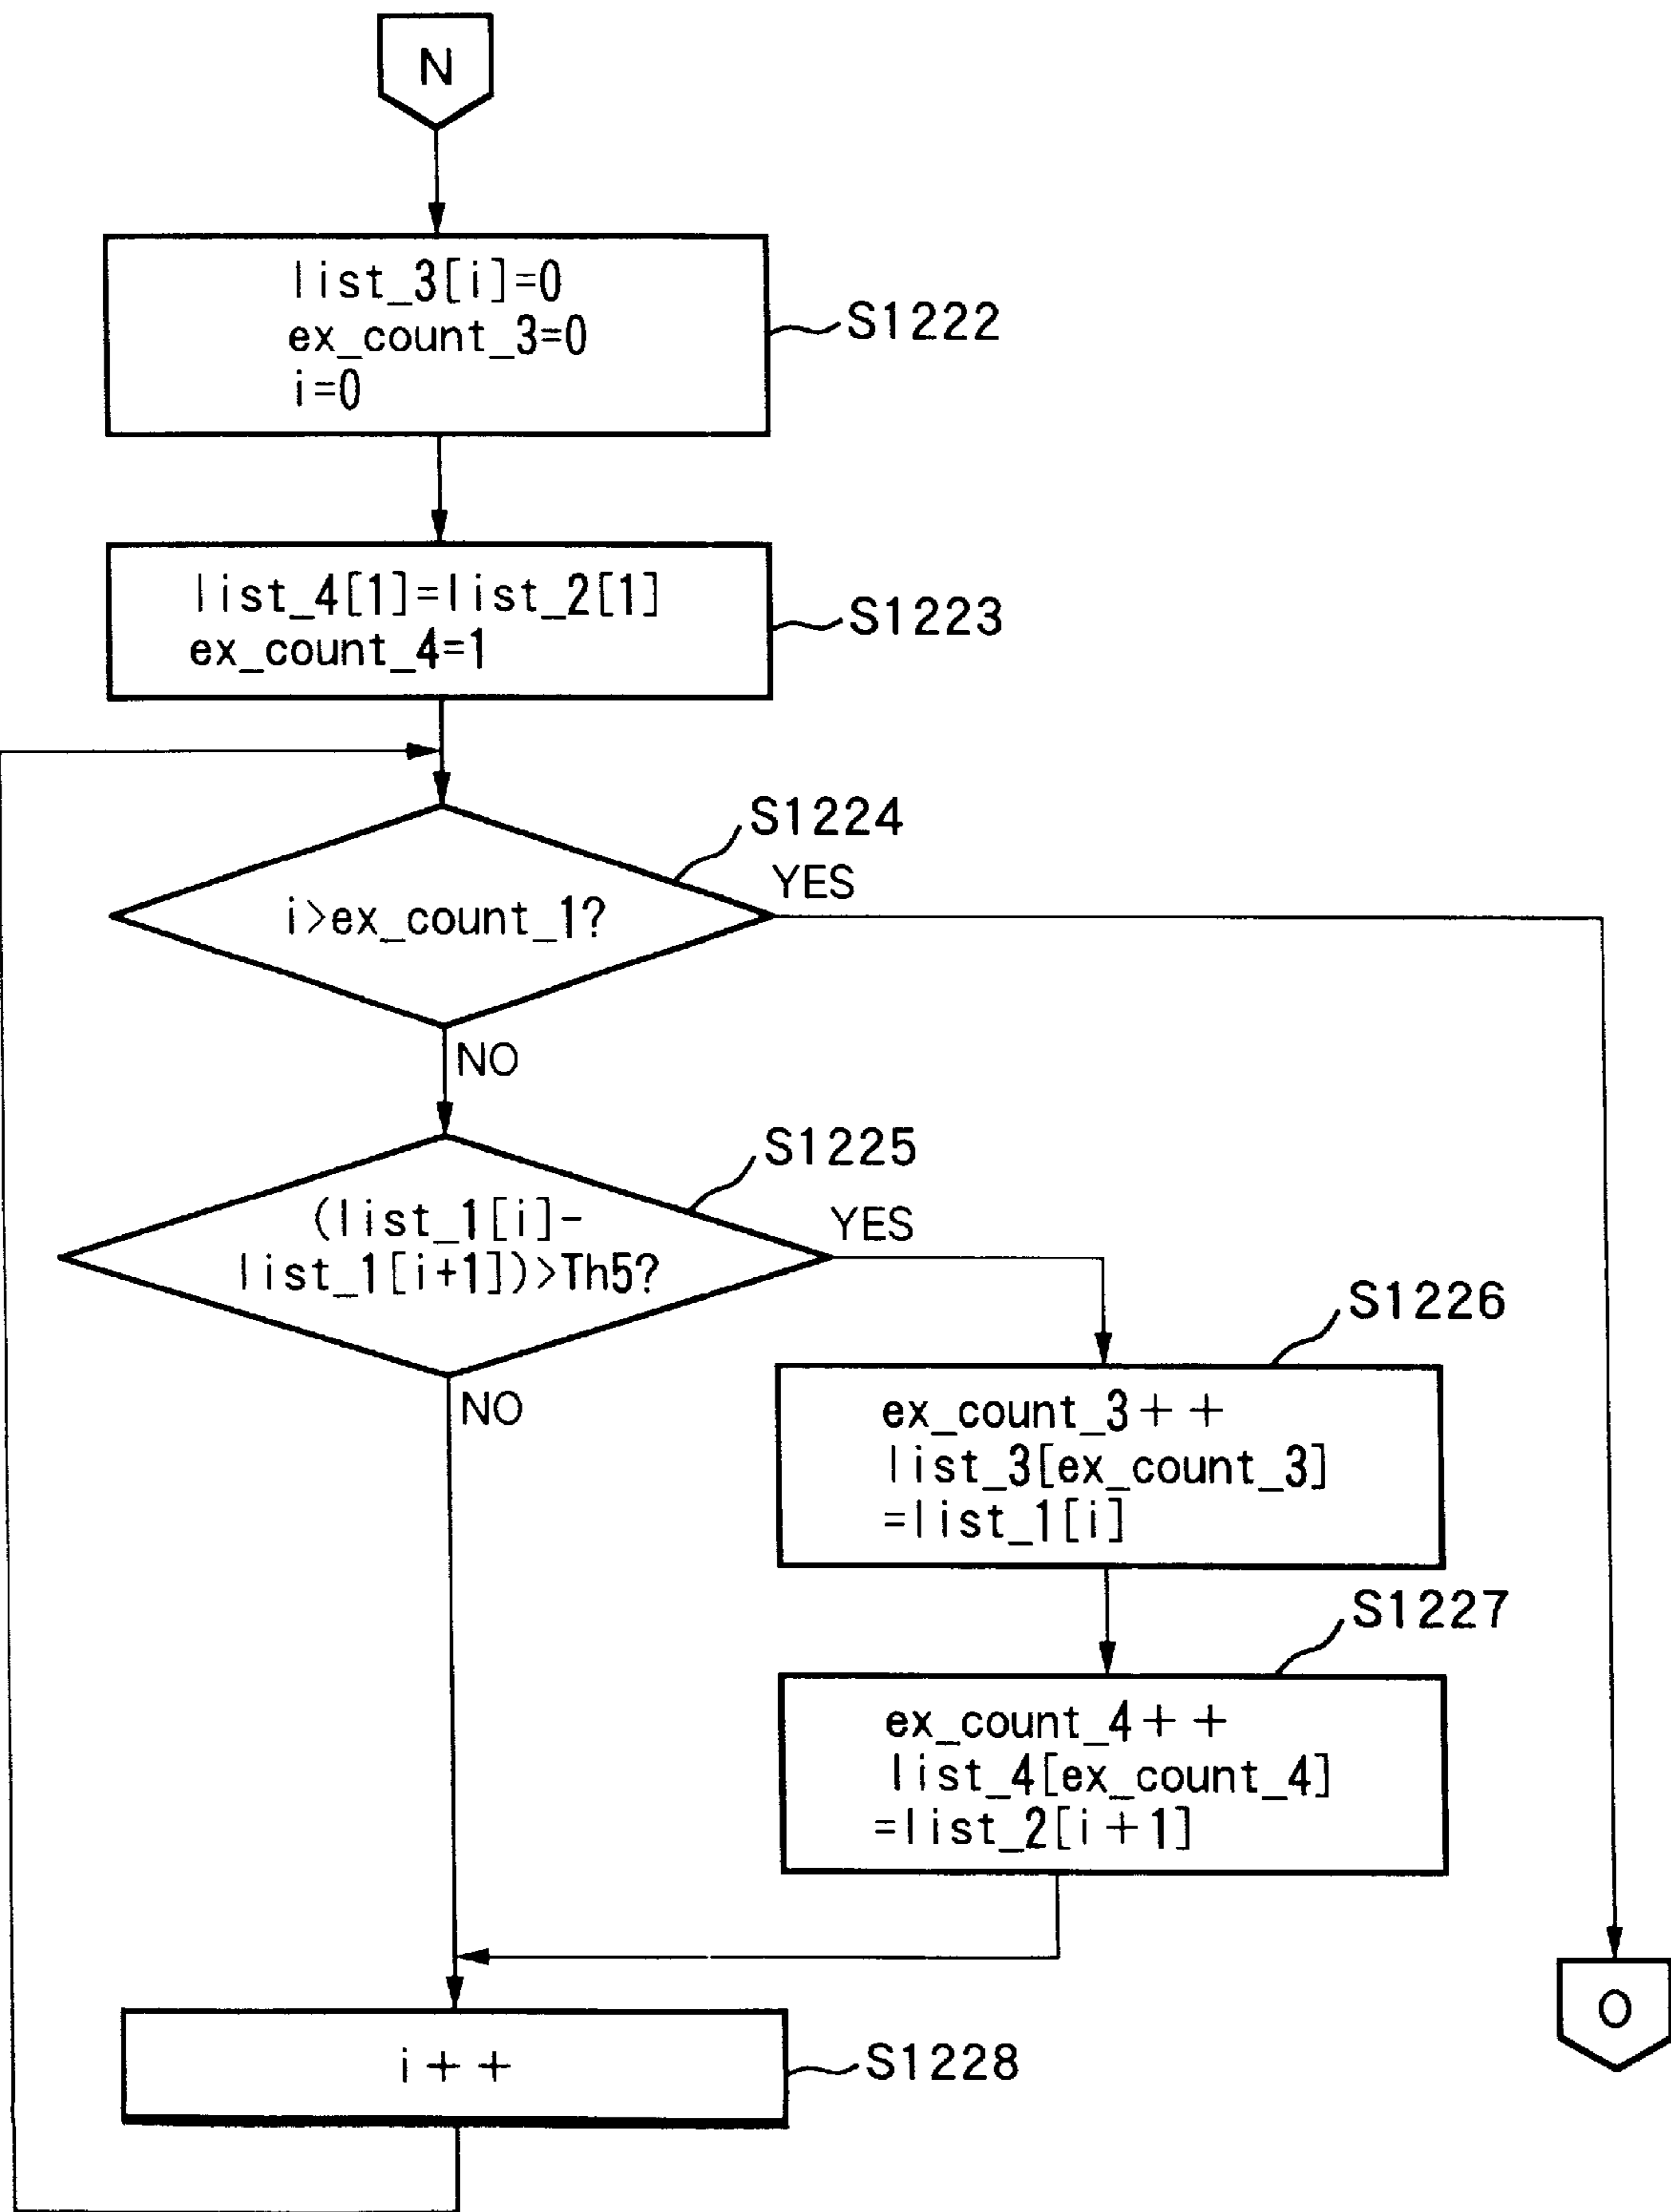 N
list_3[i]=0
ex_count_3=0
i=0
S1222
list_4[1]=list_2[1]
ex_count_4=1
S1223
S1224
i>ex_count_1?
YES
NO
S1225
(list_1[i]-
list_1[i+1])>Th5?
YES
NO
S1226
ex_count_3++
list_3[ex_count_3]
=list_1[i]
S1227
ex_count_4++
list_4[ex_count_4]
=list_2[i+1]
i++
S1228
O